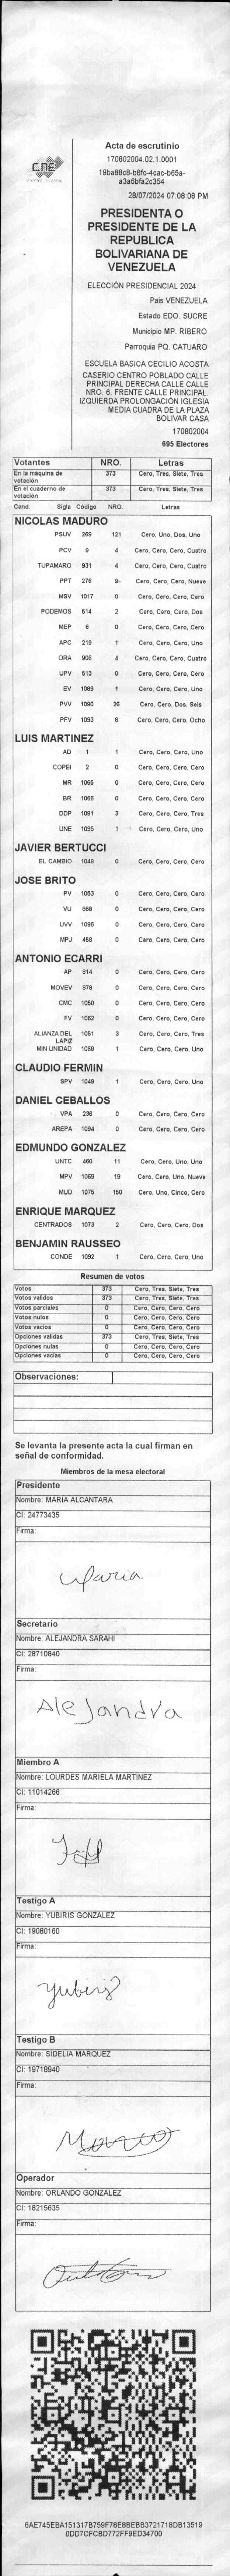 CNE
Acta de escrutinio
170802004.02.1.0001
19ba88c8-b8fc-4cac-b65a-
a3a6bfa2c354
28/07/2024 07:08:08 PM
PRESIDENTA O
PRESIDENTE DE LA
REPUBLICA
BOLIVARIANA DE
VENEZUELA
ELECCIÓN PRESIDENCIAL 2024
Pais VENEZUELA
Estado EDO. SUCRE
Municipio MP. RIBERO
Parroquia PQ. CATUARO
ESCUELA BASICA CECILIO ACOSTA
CASERÍO CENTRO POBLADO CALLE
PRINCIPAL DERECHA CALLE CALLE
NRO. 6. FRENTE CALLE PRINCIPAL.
IZQUIERDA PROLONGACIÓN IGLESIA
MEDIA CUADRA DE LA PLAZA
BOLIVAR CASA
170802004
695 Electores
Votantes NRO. Letras
En la máquina de votación 373 Cero, Tres, Siete, Tres
En el cuaderno de votación 373 Cero, Tres, Siete, Tres
Cand. Sigla Código NRO. Letras
NICOLAS MADURO
PSUV 269 121 Cero, Uno, Dos, Uno
PCV 9 4 Cero, Cero, Cero, Cuatro
TUPAMARO 931 4 Cero, Cero, Cero, Cuatro
PPT 276 9 Cero, Cero, Cero, Nueve
MSV 1017 0 Cero, Cero, Cero, Cero
PODEMOS 514 2 Cero, Cero, Cero, Dos
MEP 6 0 Cero, Cero, Cero, Cero
APC 219 1 Cero, Cero, Cero, Uno
ORA 906 4 Cero, Cero, Cero, Cuatro
UPV 513 0 Cero, Cero, Cero, Cero
EV 1089 1 Cero, Cero, Cero, Uno
PVV 1090 26 Cero, Cero, Dos, Seis
PFV 1093 8 Cero, Cero, Cero, Ocho
LUIS MARTINEZ
AD 1 1 Cero, Cero, Cero, Uno
COPEI 2 0 Cero, Cero, Cero, Cero
MR 1065 0 Cero, Cero, Cero, Cero
BR 1066 0 Cero, Cero, Cero, Cero
DDP 1091 3 Cero, Cero, Cero, Tres
UNE 1095 1 Cero, Cero, Cero, Uno
JAVIER BERTUCCI
EL CAMBIO 1048 0 Cero, Cero, Cero, Cero
JOSE BRITO
PV 1053 0 Cero, Cero, Cero, Cero
VU 868 0 Cero, Cero, Cero, Cero
UVV 1096 0 Cero, Cero, Cero, Cero
MPJ 458 0 Cero, Cero, Cero, Cero
ANTONIO ECARRI
AP 814 0 Cero, Cero, Cero, Cero
MOVEV 878 0 Cero, Cero, Cero, Cero
CMC 1050 0 Cero, Cero, Cero, Cero
FV 1062 0 Cero, Cero, Cero, Cero
ALIANZA DEL LAPIZ 1051 3 Cero, Cero, Cero, Tres
MIN UNIDAD 1068 1 Cero, Cero, Cero, Uno
CLAUDIO FERMIN
SPV 1049 1 Cero, Cero, Cero, Uno
DANIEL CEBALLOS
VPA 236 0 Cero, Cero, Cero, Cero
AREPA 1094 0 Cero, Cero, Cero, Cero
EDMUNDO GONZALEZ
UNTC 460 11 Cero, Cero, Uno, Uno
MPV 1069 19 Cero, Cero, Uno, Nueve
MUD 1075 150 Cero, Uno, Cinco, Cero
ENRIQUE MARQUEZ
CENTRADOS 1073 2 Cero, Cero, Cero, Dos
BENJAMIN RAUSSEO
CONDE 1092 1 Cero, Cero, Cero, Uno
Resumen de votos
Votos 373 Cero, Tres, Siete, Tres
Votos validos 373 Cero, Tres, Siete, Tres
Votos parciales 0 Cero, Cero, Cero, Cero
Votos nulos 0 Cero, Cero, Cero, Cero
Votos vacios 0 Cero, Cero, Cero, Cero
Opciones validas 373 Cero, Tres, Siete, Tres
Opciones nulas 0 Cero, Cero, Cero, Cero
Opciones vacias 0 Cero, Cero, Cero, Cero
Observaciones:
Se levanta la presente acta la cual firman en
señal de conformidad.
Miembros de la mesa electoral
Presidente
Nombre: MARIA ALCANTARA
CI: 24773435
Firma:
Maria
Secretario
Nombre: ALEJANDRA SARAHI
CI: 28710840
Firma:
Alejandra
Miembro A
Nombre: LOURDES MARIELA MARTINEZ
CI: 11014266
Firma:
Testigo A
Nombre: YUBIRIS GONZALEZ
CI: 19080160
Firma:
Yubiris
Testigo B
Nombre: SIDELIA MARQUEZ
CI: 19718940
Firma:
Operador
Nombre: ORLANDO GONZALEZ
CI: 18215635
Firma:
6AE745EBA151317B759F78E8BEBB3721718DB13519
0DD7CFCBD772FF9ED34700